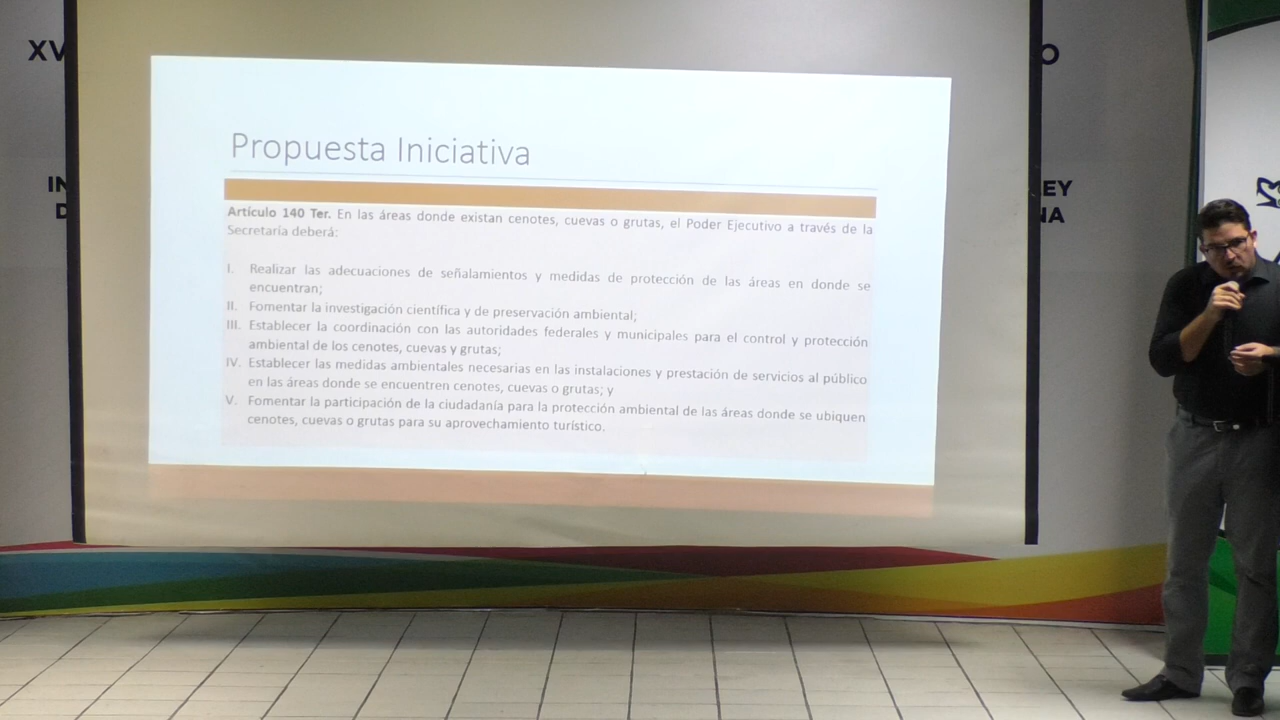 XV
O
IN
D
EY
NA
Propuesta Iniciativa
Artículo 140 Ter. En las áreas donde existan cenotes, cuevas o grutas, el Poder Ejecutivo a través de la
Secretaría deberá:
I. Realizar las adecuaciones de señalamientos y medidas de protección de las áreas en donde se
encuentran;
II. Fomentar la investigación científica y de preservación ambiental;
III. Establecer la coordinación con las autoridades federales y municipales para el control y protección
ambiental de los cenotes, cuevas y grutas;
IV. Establecer las medidas ambientales necesarias en las instalaciones y prestación de servicios al público
en las áreas donde se encuentren cenotes, cuevas o grutas; y
V. Fomentar la participación de la ciudadanía para la protección ambiental de las áreas donde se ubiquen
cenotes, cuevas o grutas para su aprovechamiento turístico.